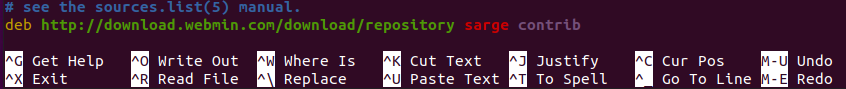 # see the sources.list(5) manual.
deb http://download.webmin.com/download/repository sarge contrib
^G Get Help ^O Write Out ^W Where Is ^K Cut Text ^J Justify ^C Cur Pos M-U Undo
^X Exit ^R Read File ^\ Replace ^U Paste Text ^T To Spell ^_ Go To Line M-E Redo